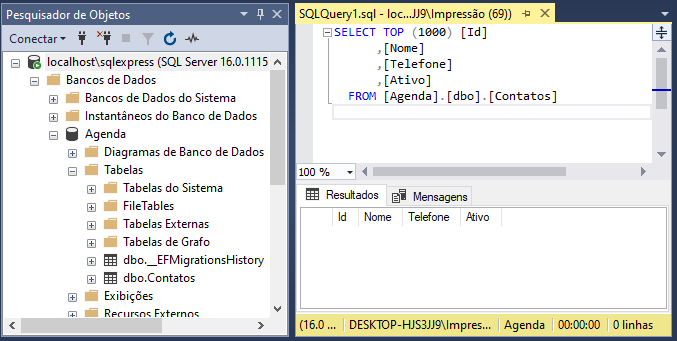 Pesquisador de Objetos
Conectar
localhost\sqlexpress (SQL Server 16.0.1115
Bancos de Dados
Bancos de Dados do Sistema
Instantâneos do Banco de Dados
Agenda
Diagramas de Banco de Dados
Tabelas
Tabelas do Sistema
FileTables
Tabelas Externas
Tabelas de Grafo
dbo.__EFMigrationsHistory
dbo.Contatos
Exibições
Recursos Externos
SQLQuery1.sql - loc...JJ9\Impressão (69))
SELECT TOP (1000) [Id]
,[Nome]
,[Telefone]
,[Ativo]
FROM [Agenda].[dbo].[Contatos]
100 %
Resultados Mensagens
Id Nome Telefone Ativo
(16.0 ... DESKTOP-HJS3JJ9\Impres... Agenda 00:00:00 0 linhas